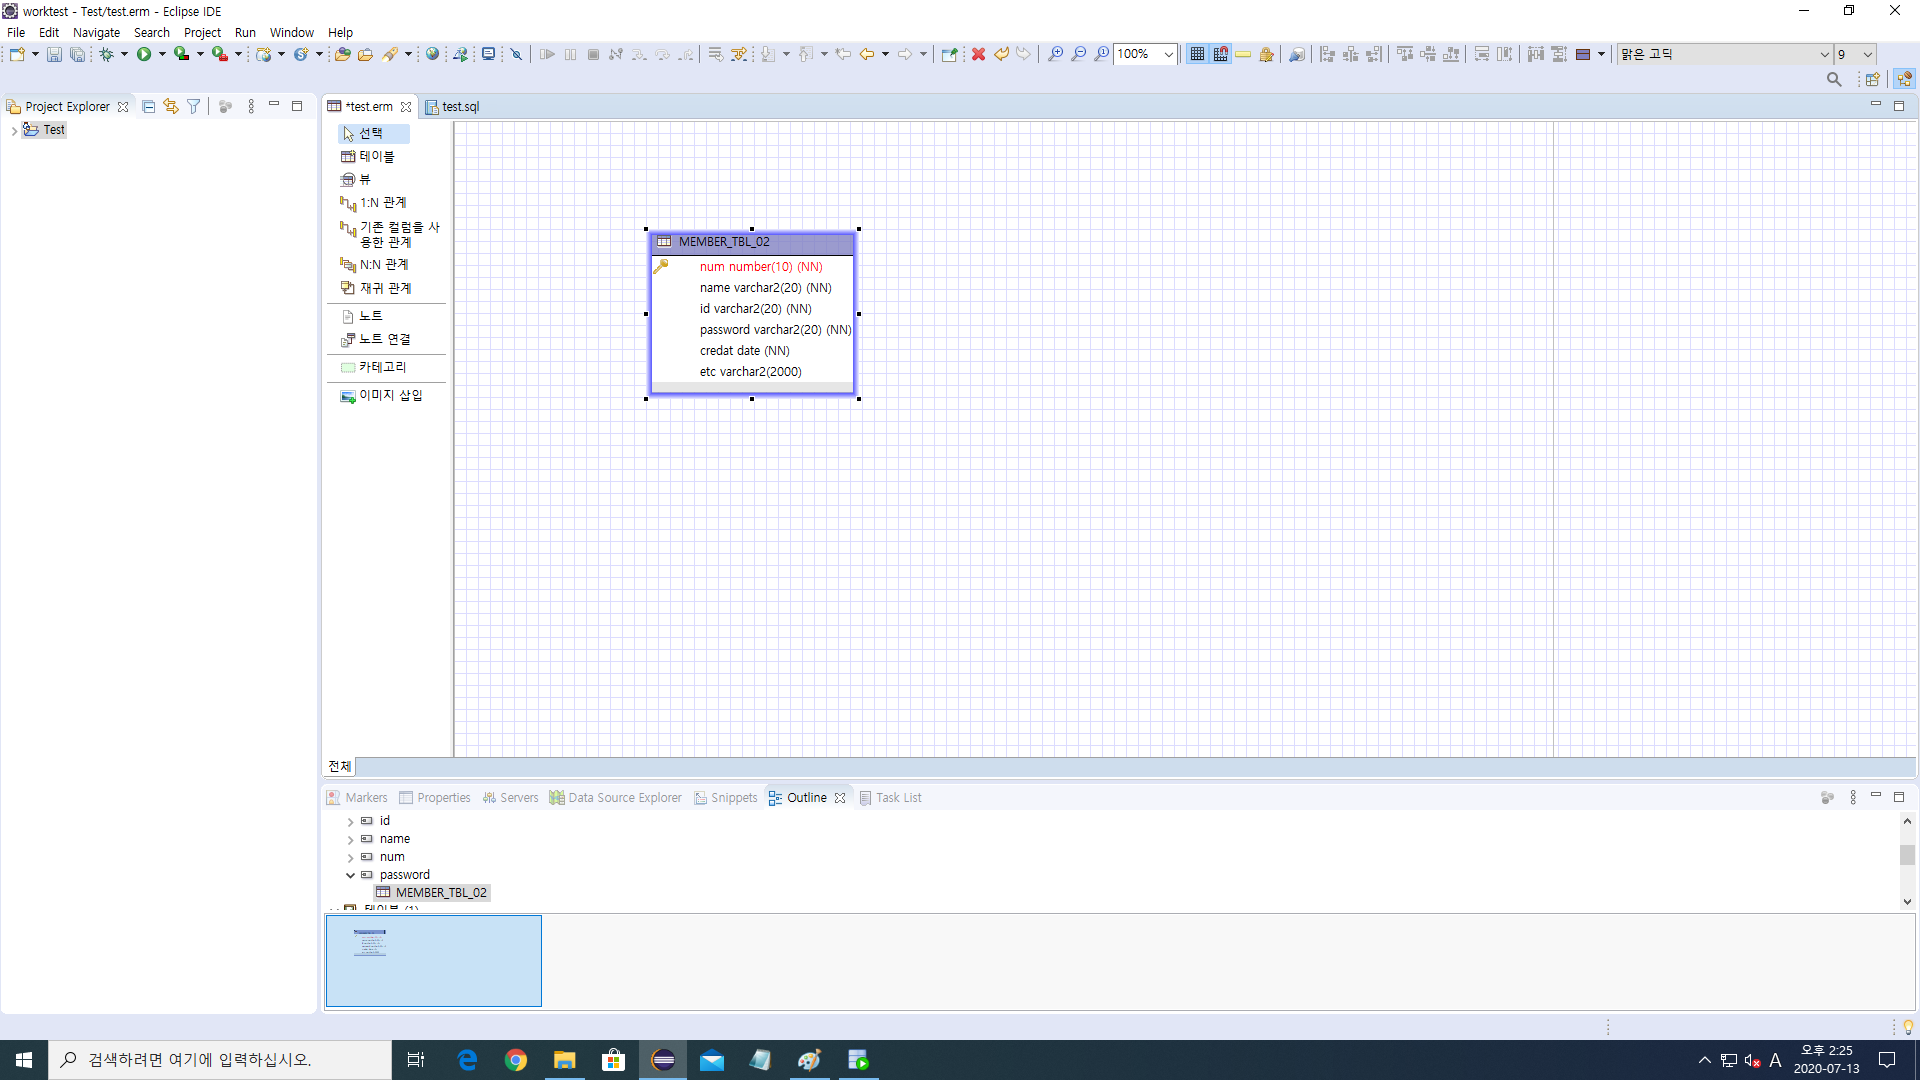 worktest - Test/test.erm - Eclipse IDE
File Edit Navigate Search Project Run Window Help
100%
맑은 고딕
9
Project Explorer
*test.erm
test.sql
Test
선택
테이블
뷰
1:N 관계
기존 컬럼을 사
용한 관계
N:N 관계
재귀 관계
노트
노트 연결
카테고리
이미지 삽입
MEMBER_TBL_02
num number(10) (NN)
name varchar2(20) (NN)
id varchar2(20) (NN)
password varchar2(20) (NN)
credat date (NN)
etc varchar2(2000)
전체
Markers Properties Servers Data Source Explorer Snippets Outline Task List
id
name
num
password
MEMBER_TBL_02
테이블 (1)
검색하려면 여기에 입력하십시오.
A
오후 2:25
2020-07-13